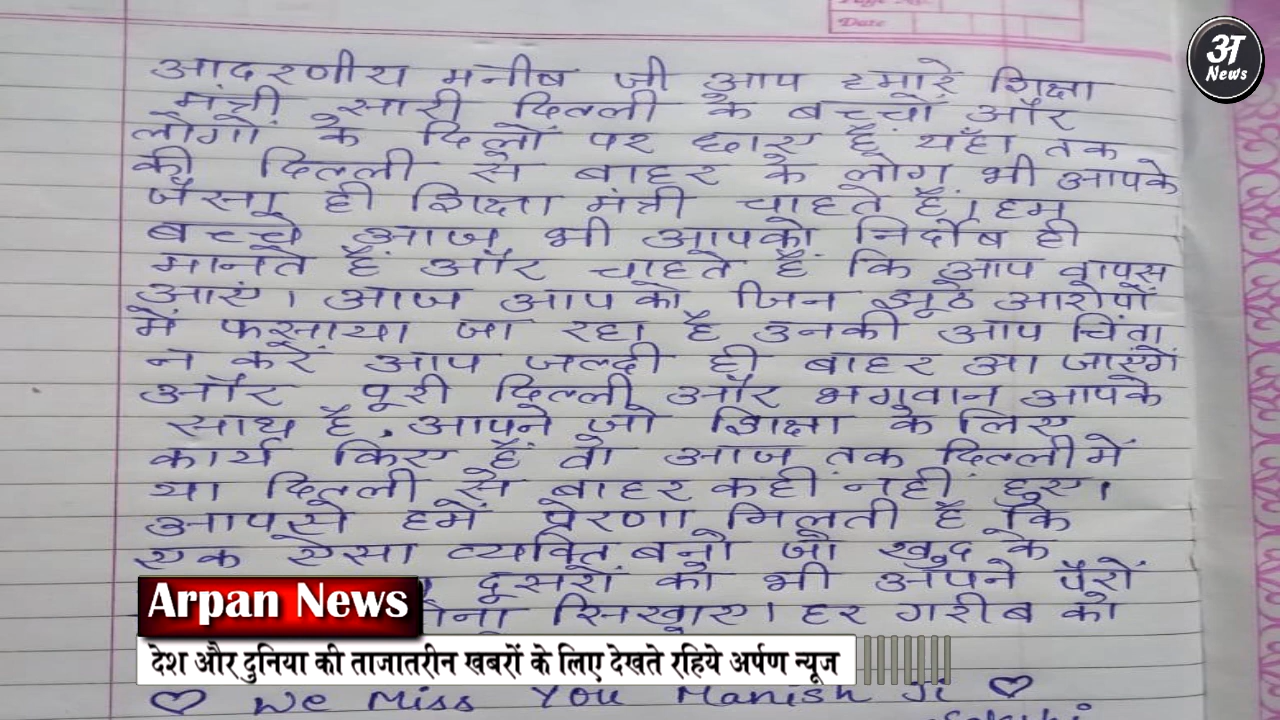 Date
अ
News
आदरणीय मनीष जी आप हमारे शिक्षा
मंत्री सारी दिल्ली के बच्चों और
लोगों के दिलों पर छाए हैं यहाँ तक
की दिल्ली से बाहर के लोग भी आपके
जैसा ही शिक्षा मंत्री चाहते हैं। हम
बच्चे आज भी आपको निर्दोष ही
मानते हैं और चाहते हैं कि आप वापस
आएं। आज आप को जिन झूठे आरोपों
में फसाया जा रहा है उनकी आप चिंता
न करें आप जल्दी ही बाहर आ जाएंगे
और पूरी दिल्ली और भगवान आपके
साथ है, आपने जो शिक्षा के लिए
कार्य किए हैं वो आज तक दिल्ली में
या दिल्ली से बाहर कहीं नहीं हुए।
आपसे हमें प्रेरणा मिलती है कि
एक ऐसा व्यक्ति बनो जो खुद के
दूसरों को भी अपने पैरों
सिखाए। हर गरीब को
Arpan News
देश और दुनिया की ताजातरीन खबरों के लिए देखते रहिये अर्पण न्यूज
♡ We Miss You Manish Ji ♡